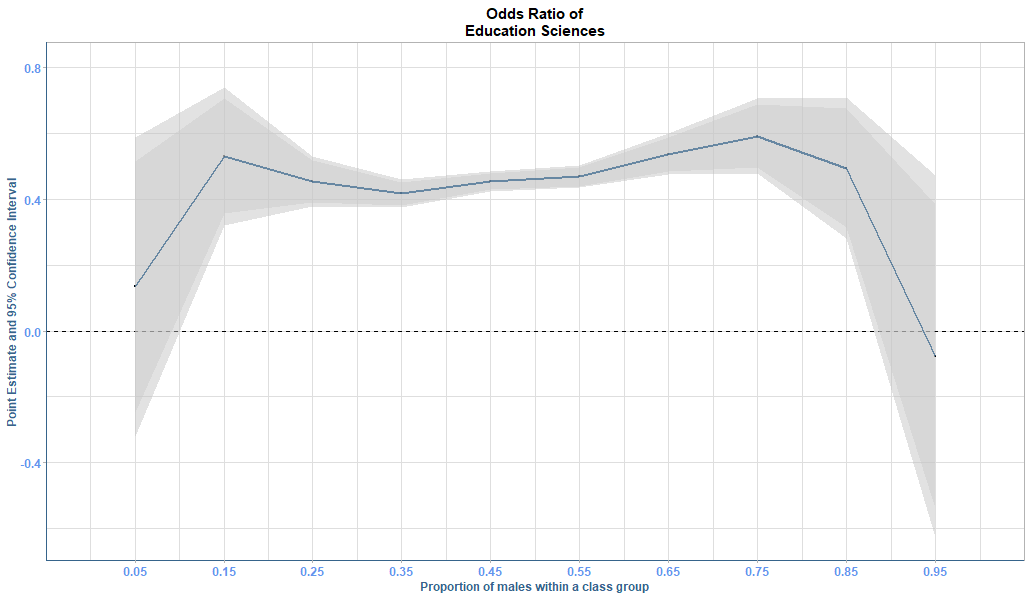 Odds Ratio of
Education Sciences
Point Estimate and 95% Confidence Interval
0.8
0.4
0.0
-0.4
0.05 0.15 0.25 0.35 0.45 0.55 0.65 0.75 0.85 0.95
Proportion of males within a class group